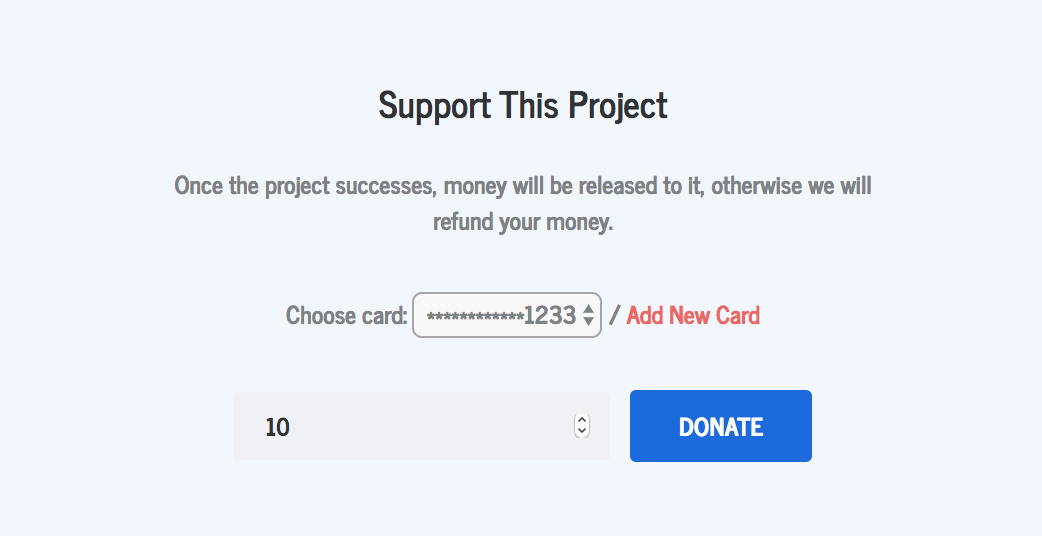 Support This Project
Once the project successes, money will be released to it, otherwise we will
refund your money.
Choose card: ************1233 / Add New Card
10 DONATE